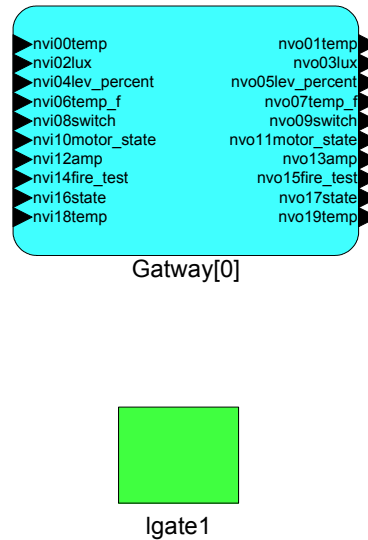 nvi00temp nvo01temp
nvi02lux nvo03lux
nvi04lev_percent nvo05lev_percent
nvi06temp_f nvo07temp_f
nvi08switch nvo09switch
nvi10motor_state nvo11motor_state
nvi12amp nvo13amp
nvi14fire_test nvo15fire_test
nvi16state nvo17state
nvi18temp nvo19temp
Gatway[0]
lgate1